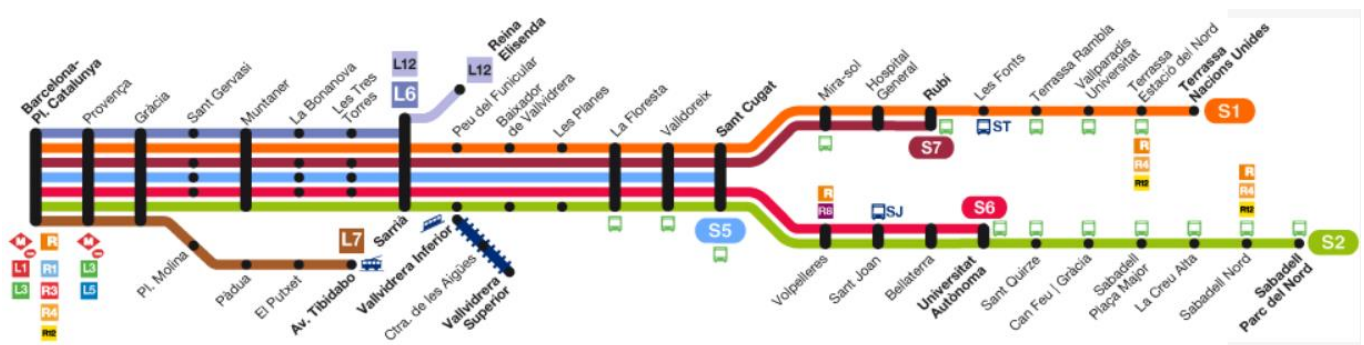 Barcelona-
Pl. Catalunya
Provença
Gràcia
Sant Gervasi
Muntaner
La Bonanova
Les Tres
Torres
L12
L6
L12
Reina
Elisenda
Peu del Funicular
Baixador
de Vallvidrera
Les Planes
La Floresta
Valldoreix
Sant Cugat
Mira-sol
Hospital
General
Rubí
Les Fonts
Terrassa Rambla
Vallparadís
Universitat
Terrassa
Estació del Nord
Terrassa
Nacions Unides
S1
ST
S7
R
R4
R12
R
R4
R12
R
R8
SJ
S6
S5
S2
M
L1
L3
R
R1
R3
R4
R12
M
L3
L5
Pl. Molina
Pàdua
El Putxet
Av. Tibidabo
L7
Sarrià
Vallvidrera Inferior
Ctra. de les Aigües
Vallvidrera
Superior
Volpelleres
Sant Joan
Bellaterra
Universitat
Autònoma
Sant Quirze
Can Feu | Gràcia
Sabadell
Plaça Major
La Creu Alta
Sabadell Nord
Sabadell
Parc del Nord